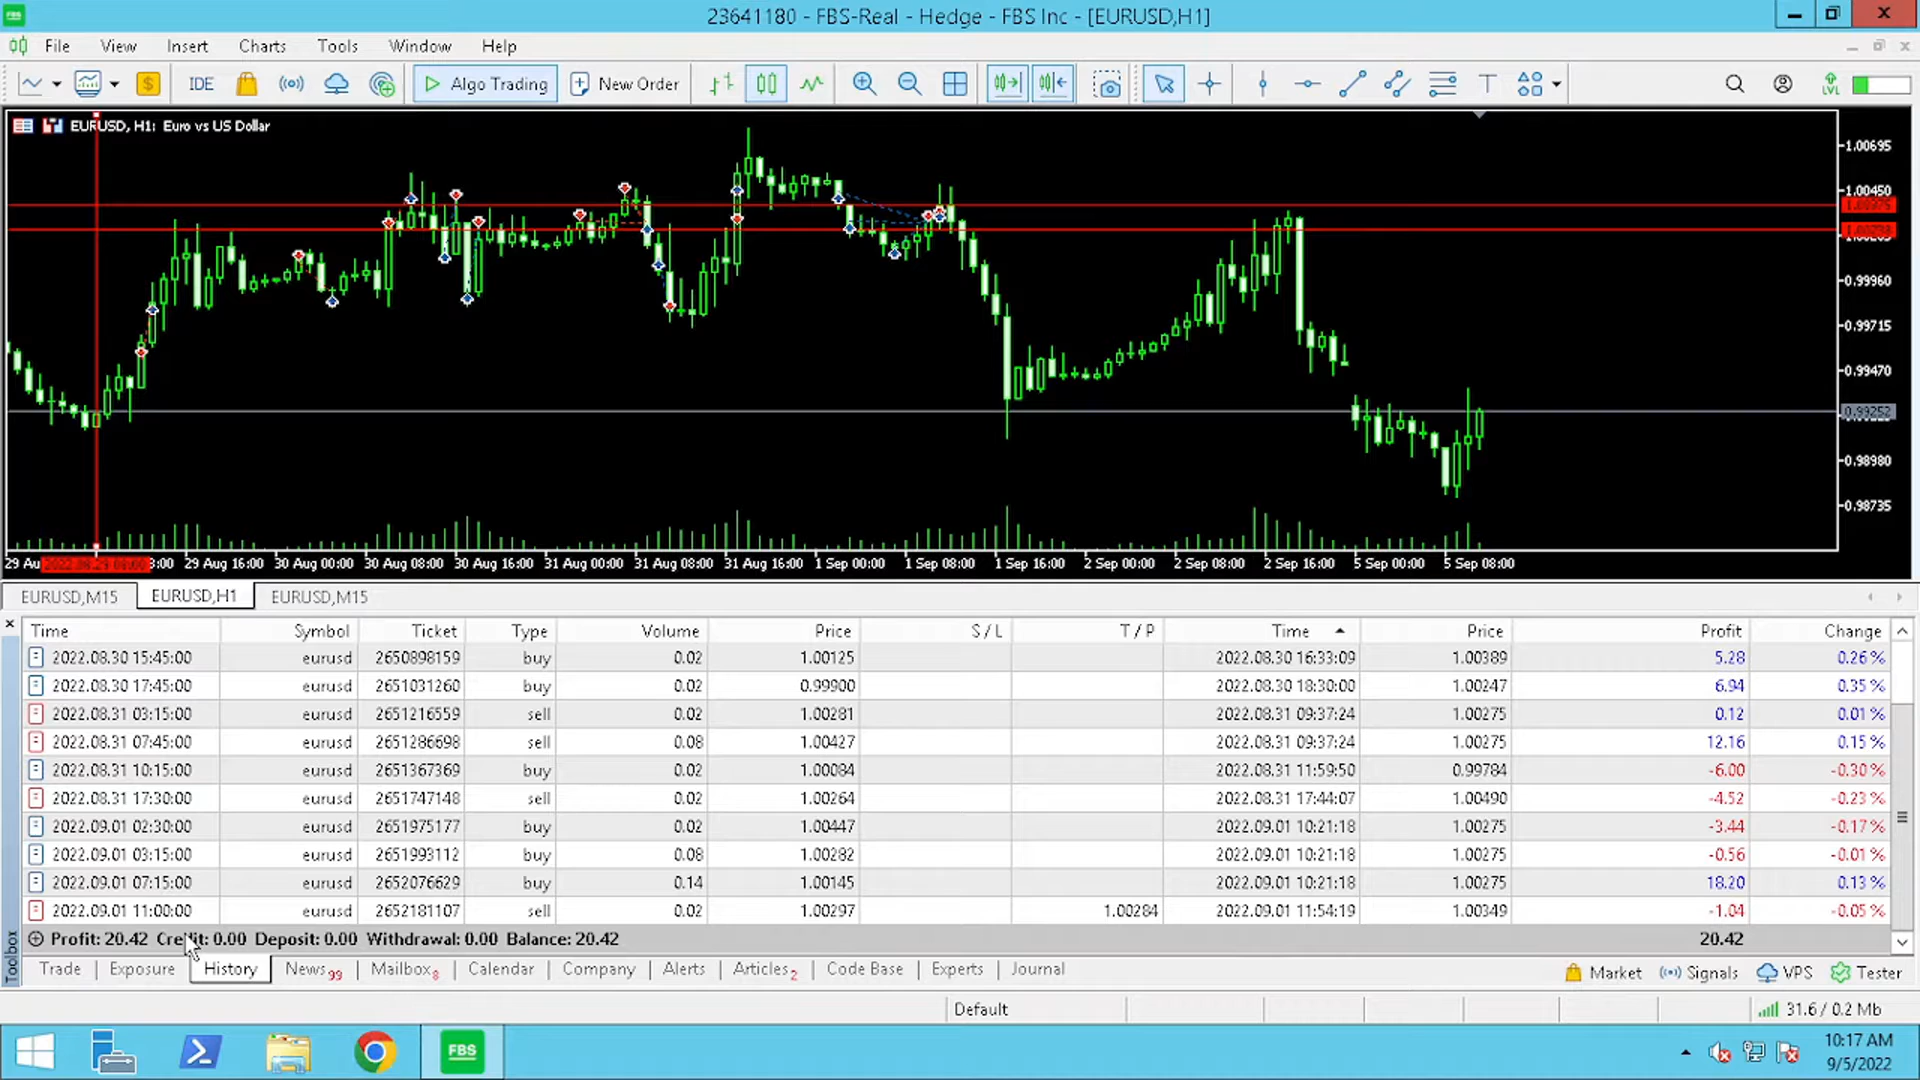 23641180 - FBS-Real - Hedge - FBS Inc - [EURUSD,H1]
File View Insert Charts Tools Window Help
IDE Algo Trading New Order
EURUSD, H1: Euro vs US Dollar
1.00695
1.00450
1.00375
0.99960
0.99715
0.99470
0.99252
0.98980
0.98735
29 Au 2022.08.29 08:00 3:00 29 Aug 16:00 30 Aug 00:00 30 Aug 08:00 30 Aug 16:00 31 Aug 00:00 31 Aug 08:00 31 Aug 16:00 1 Sep 00:00 1 Sep 08:00 1 Sep 16:00 2 Sep 00:00 2 Sep 08:00 2 Sep 16:00 5 Sep 00:00 5 Sep 08:00
EURUSD,M15 EURUSD,H1 EURUSD,M15
Time Symbol Ticket Type Volume Price S / L T / P Time Price Profit Change
2022.08.30 15:45:00 eurusd 2650898159 buy 0.02 1.00125 2022.08.30 16:33:09 1.00389 5.28 0.26 %
2022.08.30 17:45:00 eurusd 2651031260 buy 0.02 0.99900 2022.08.30 18:30:00 1.00247 6.94 0.35 %
2022.08.31 03:15:00 eurusd 2651216559 sell 0.02 1.00281 2022.08.31 09:37:24 1.00275 0.12 0.01 %
2022.08.31 07:45:00 eurusd 2651286698 sell 0.08 1.00427 2022.08.31 09:37:24 1.00275 12.16 0.15 %
2022.08.31 10:15:00 eurusd 2651367369 buy 0.02 1.00084 2022.08.31 11:59:50 0.99784 -6.00 -0.30 %
2022.08.31 17:30:00 eurusd 2651747148 sell 0.02 1.00264 2022.08.31 17:44:07 1.00490 -4.52 -0.23 %
2022.09.01 02:30:00 eurusd 2651975177 buy 0.02 1.00447 2022.09.01 10:21:18 1.00275 -3.44 -0.17 %
2022.09.01 03:15:00 eurusd 2651993112 buy 0.08 1.00282 2022.09.01 10:21:18 1.00275 -0.56 -0.01 %
2022.09.01 07:15:00 eurusd 2652076629 buy 0.14 1.00145 2022.09.01 10:21:18 1.00275 18.20 0.13 %
2022.09.01 11:00:00 eurusd 2652181107 sell 0.02 1.00297 1.00284 2022.09.01 11:54:19 1.00349 -1.04 -0.05 %
Profit: 20.42 Credit: 0.00 Deposit: 0.00 Withdrawal: 0.00 Balance: 20.42 20.42
Toolbox
Trade Exposure History News 99 Mailbox 8 Calendar Company Alerts Articles 2 Code Base Experts Journal Market Signals VPS Tester
Default 31.6 / 0.2 Mb
FBS
10:17 AM
9/5/2022